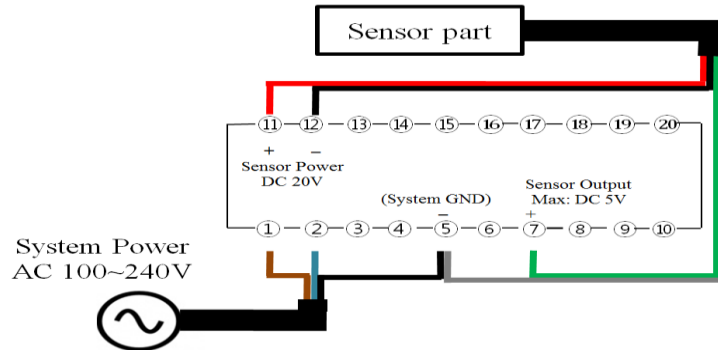 Sensor part
11 12 13 14 15 16 17 18 19 20
+ −
Sensor Power
DC 20V
(System GND)
−
Sensor Output
Max: DC 5V
+
1 2 3 4 5 6 7 8 9 10
System Power
AC 100~240V